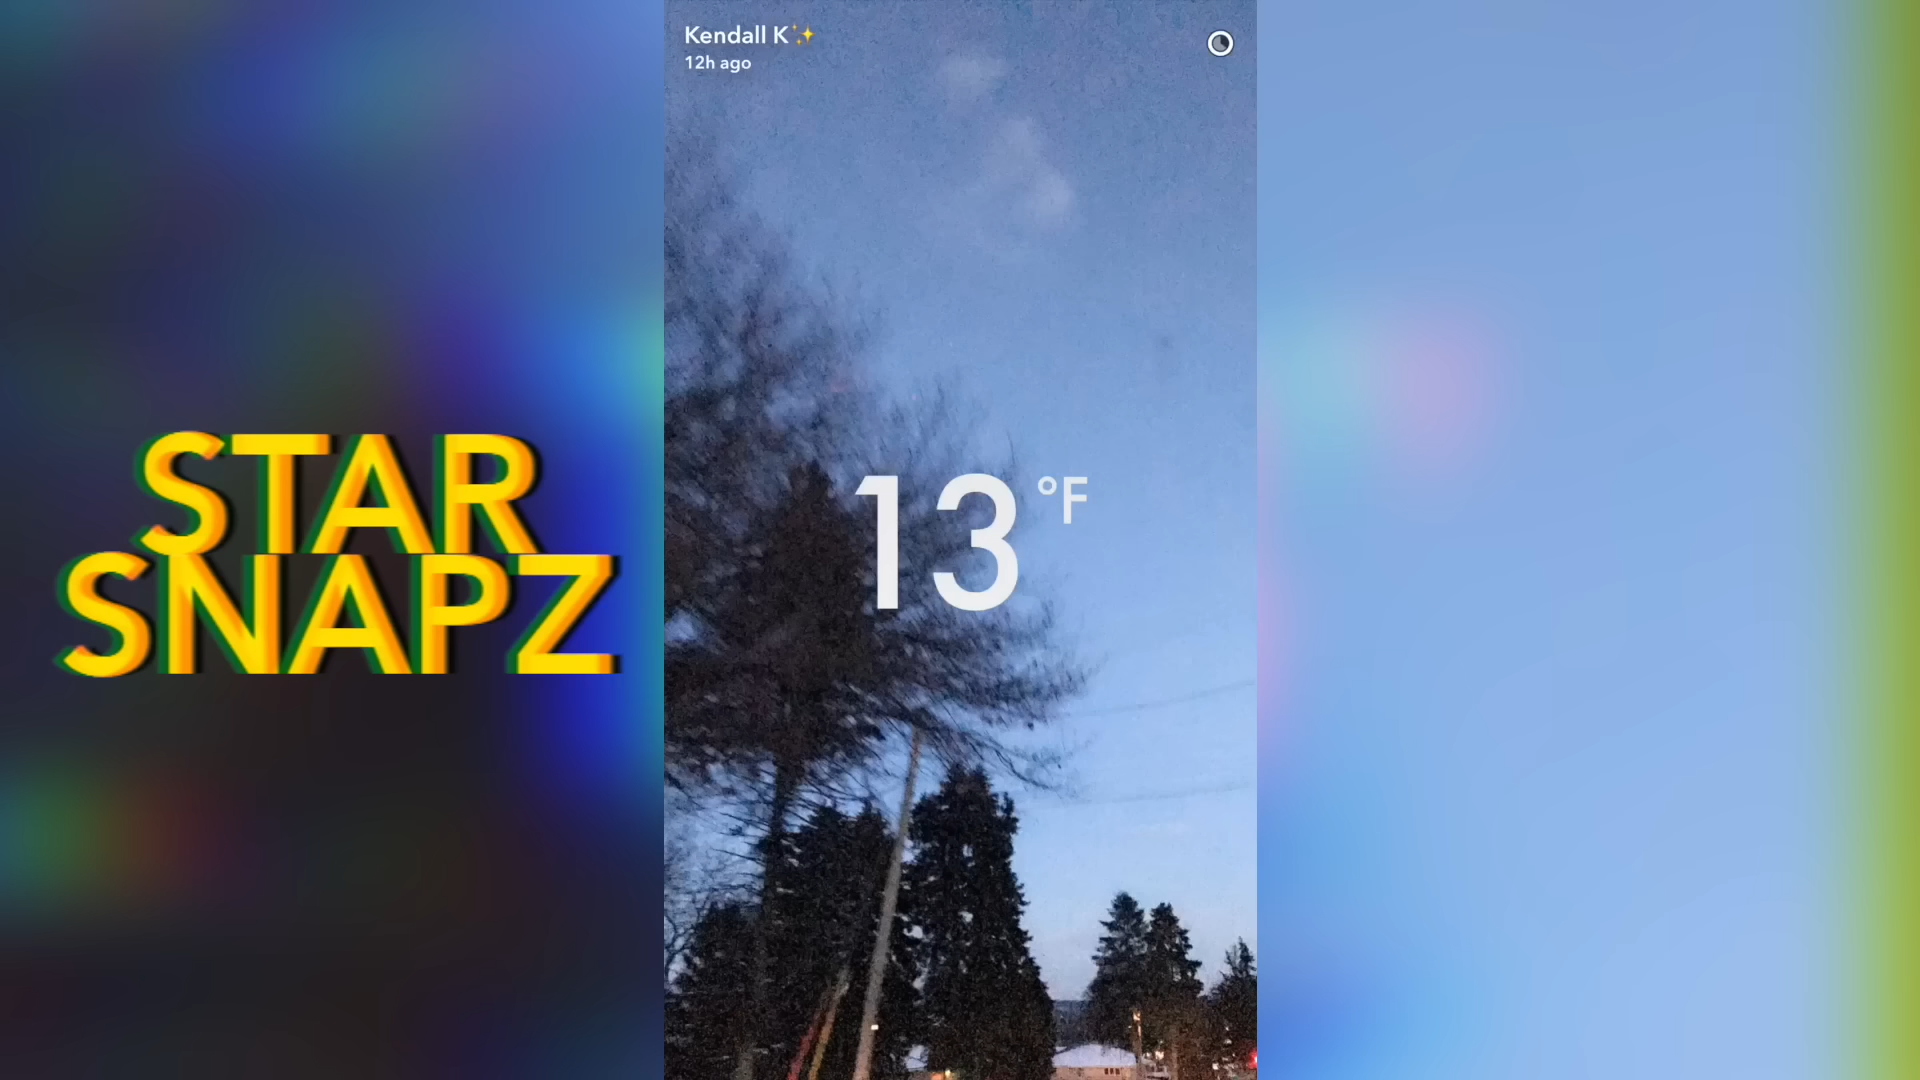 Kendall K✨
12h ago
STAR
SNAPZ
13 °F